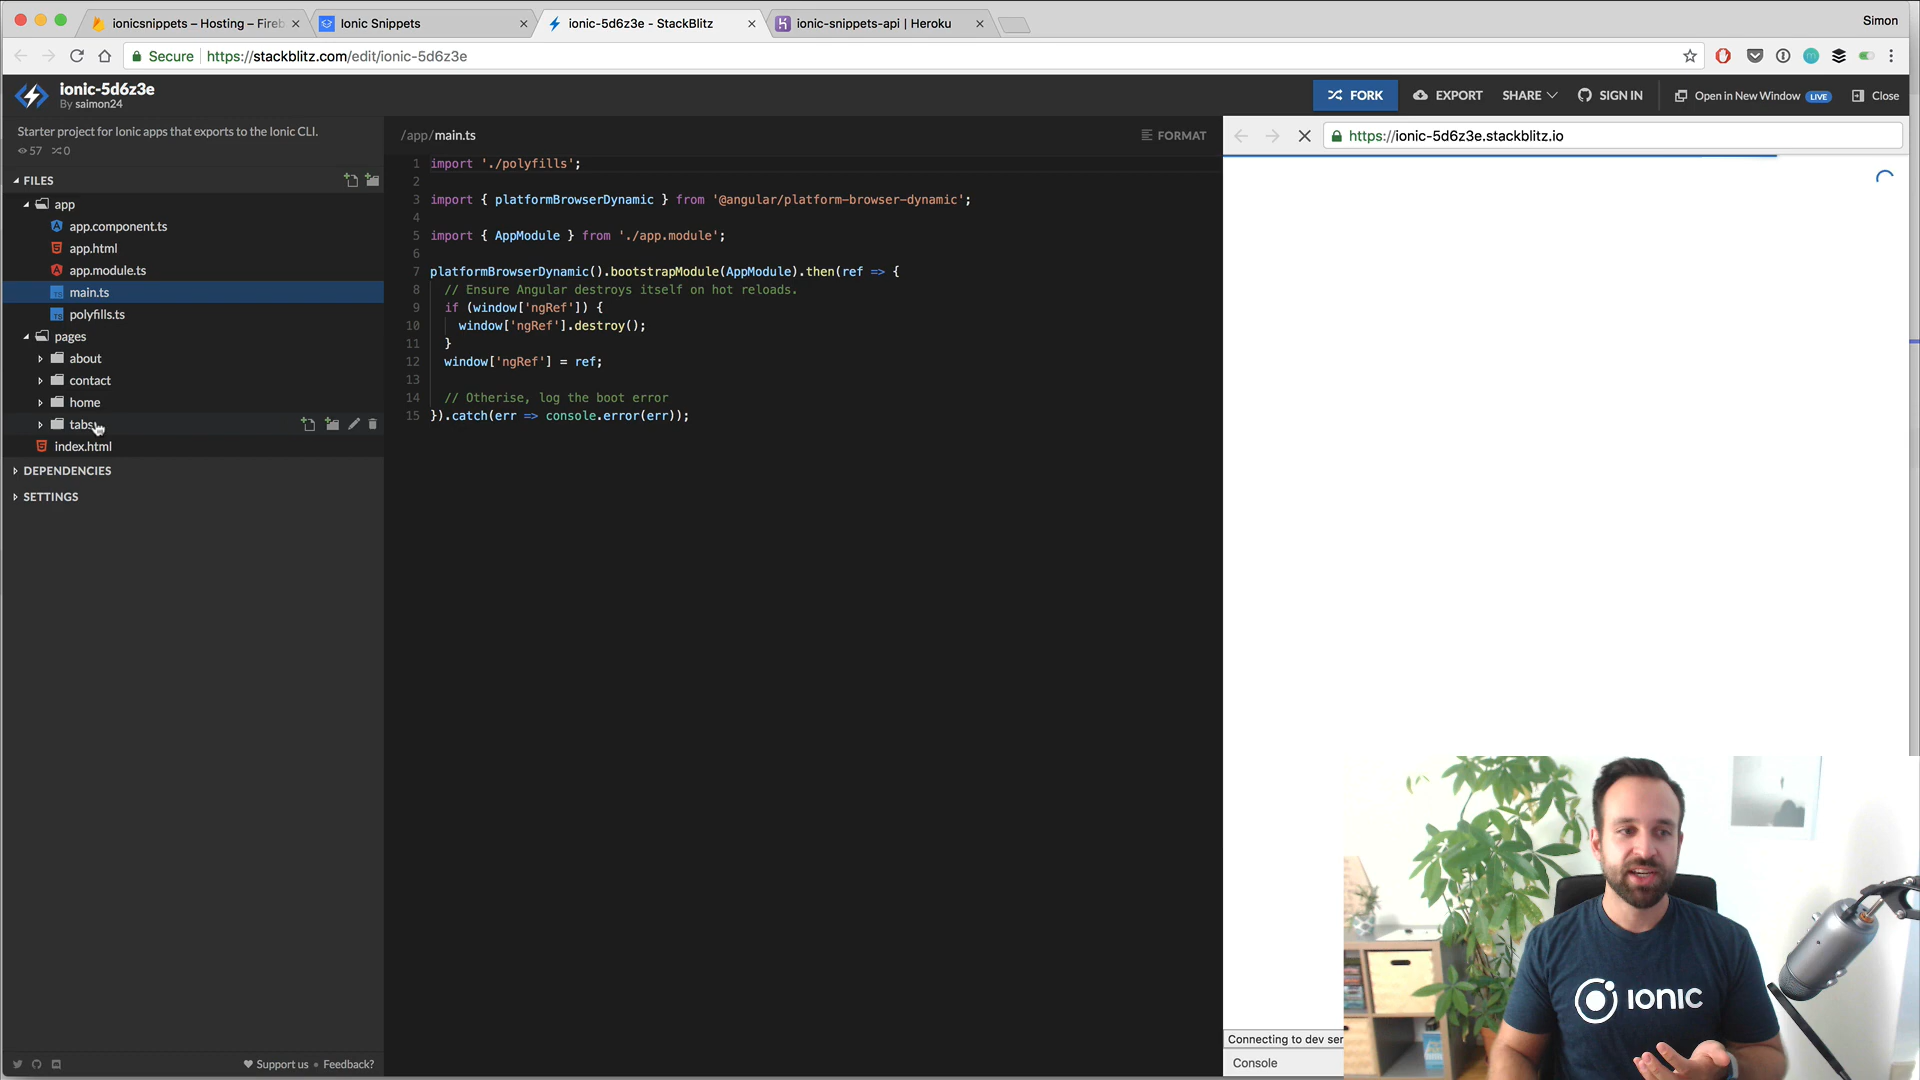 ionicsnippets – Hosting – Fireb
Ionic Snippets
ionic-5d6z3e - StackBlitz
ionic-snippets-api | Heroku
Simon
Secure
https://stackblitz.com/edit/ionic-5d6z3e
ionic-5d6z3e
By saimon24
FORK
EXPORT
SHARE
SIGN IN
Open in New Window LIVE
Close
Starter project for Ionic apps that exports to the Ionic CLI.
57 0
/app/main.ts
FORMAT
https://ionic-5d6z3e.stackblitz.io
FILES
app
app.component.ts
app.html
app.module.ts
main.ts
polyfills.ts
pages
about
contact
home
tabs
index.html
DEPENDENCIES
SETTINGS
1 import './polyfills';
2
3 import { platformBrowserDynamic } from '@angular/platform-browser-dynamic';
4
5 import { AppModule } from './app.module';
6
7 platformBrowserDynamic().bootstrapModule(AppModule).then(ref => {
8 // Ensure Angular destroys itself on hot reloads.
9 if (window['ngRef']) {
10 window['ngRef'].destroy();
11 }
12 window['ngRef'] = ref;
13
14 // Otherise, log the boot error
15 }).catch(err => console.error(err));
Connecting to dev ser
Console
Support us • Feedback?
IONIC